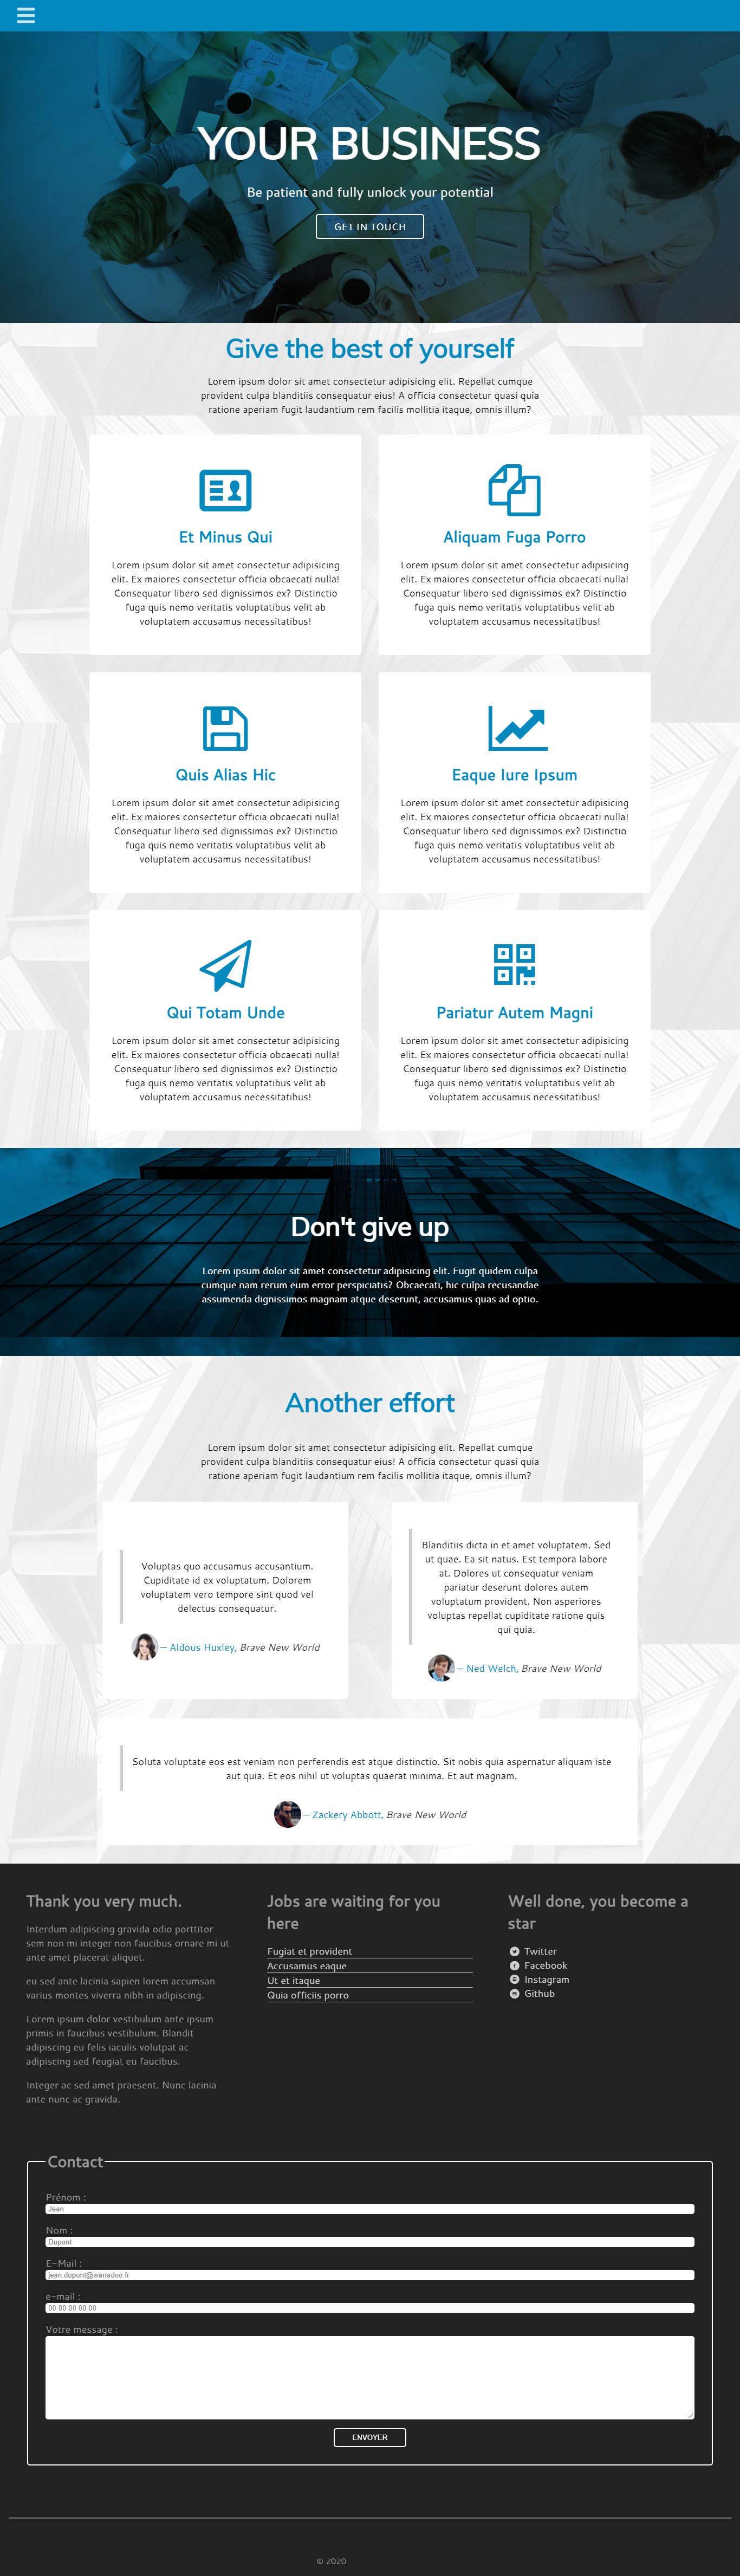 YOUR BUSINESS
Be patient and fully unlock your potential
GET IN TOUCH
Give the best of yourself
Lorem ipsum dolor sit amet consectetur adipisicing elit. Repellat cumque
provident culpa blanditiis consequatur eius! A officia consectetur quasi quia
ratione aperiam fugit laudantium rem facilis mollitia itaque, omnis illum?
Et Minus Qui
Lorem ipsum dolor sit amet consectetur adipisicing
elit. Ex maiores consectetur officia obcaecati nulla!
Consequatur libero sed dignissimos ex? Distinctio
fuga quis nemo veritatis voluptatibus velit ab
voluptatem accusamus necessitatibus!
Aliquam Fuga Porro
Lorem ipsum dolor sit amet consectetur adipisicing
elit. Ex maiores consectetur officia obcaecati nulla!
Consequatur libero sed dignissimos ex? Distinctio
fuga quis nemo veritatis voluptatibus velit ab
voluptatem accusamus necessitatibus!
Quis Alias Hic
Lorem ipsum dolor sit amet consectetur adipisicing
elit. Ex maiores consectetur officia obcaecati nulla!
Consequatur libero sed dignissimos ex? Distinctio
fuga quis nemo veritatis voluptatibus velit ab
voluptatem accusamus necessitatibus!
Eaque Iure Ipsum
Lorem ipsum dolor sit amet consectetur adipisicing
elit. Ex maiores consectetur officia obcaecati nulla!
Consequatur libero sed dignissimos ex? Distinctio
fuga quis nemo veritatis voluptatibus velit ab
voluptatem accusamus necessitatibus!
Qui Totam Unde
Lorem ipsum dolor sit amet consectetur adipisicing
elit. Ex maiores consectetur officia obcaecati nulla!
Consequatur libero sed dignissimos ex? Distinctio
fuga quis nemo veritatis voluptatibus velit ab
voluptatem accusamus necessitatibus!
Pariatur Autem Magni
Lorem ipsum dolor sit amet consectetur adipisicing
elit. Ex maiores consectetur officia obcaecati nulla!
Consequatur libero sed dignissimos ex? Distinctio
fuga quis nemo veritatis voluptatibus velit ab
voluptatem accusamus necessitatibus!
Don't give up
Lorem ipsum dolor sit amet consectetur adipisicing elit. Fugit quidem culpa
cumque nam rerum eum error perspiciatis? Obcaecati, hic culpa recusandae
assumenda dignissimos magnam atque deserunt, accusamus quas ad optio.
Another effort
Lorem ipsum dolor sit amet consectetur adipisicing elit. Repellat cumque
provident culpa blanditiis consequatur eius! A officia consectetur quasi quia
ratione aperiam fugit laudantium rem facilis mollitia itaque, omnis illum?
Voluptas quo accusamus accusantium.
Cupiditate id ex voluptatum. Dolorem
voluptatem vero tempore sint quod vel
delectus consequatur.
— Aldous Huxley, Brave New World
Blanditiis dicta in et amet voluptatem. Sed
ut quae. Ea sit natus. Est tempora labore
at. Dolores ut consequatur veniam
pariatur deserunt dolores autem
voluptatum provident. Non asperiores
voluptas repellat cupiditate ratione quis
qui quia.
— Ned Welch, Brave New World
Soluta voluptate eos est veniam non perferendis est atque distinctio. Sit nobis quia aspernatur aliquam iste
aut quia. Et eos nihil ut voluptas quaerat minima. Et aut magnam.
— Zackery Abbott, Brave New World
Thank you very much.
Interdum adipiscing gravida odio porttitor
sem non mi integer non faucibus ornare mi ut
ante amet placerat aliquet.
eu sed ante lacinia sapien lorem accumsan
varius montes viverra nibh in adipiscing.
Lorem ipsum dolor vestibulum ante ipsum
primis in faucibus vestibulum. Blandit
adipiscing eu felis iaculis volutpat ac
adipiscing sed feugiat eu faucibus.
Integer ac sed amet praesent. Nunc lacinia
ante nunc ac gravida.
Jobs are waiting for you
here
Fugiat et provident
Accusamus eaque
Ut et itaque
Quia officiis porro
Well done, you become a
star
Twitter
Facebook
Instagram
Github
Contact
Prénom :
Jean
Nom :
Dupont
E-Mail :
jean.dupont@wanadoo.fr
e-mail :
00 00 00 00 00
Votre message :
ENVOYER
© 2020